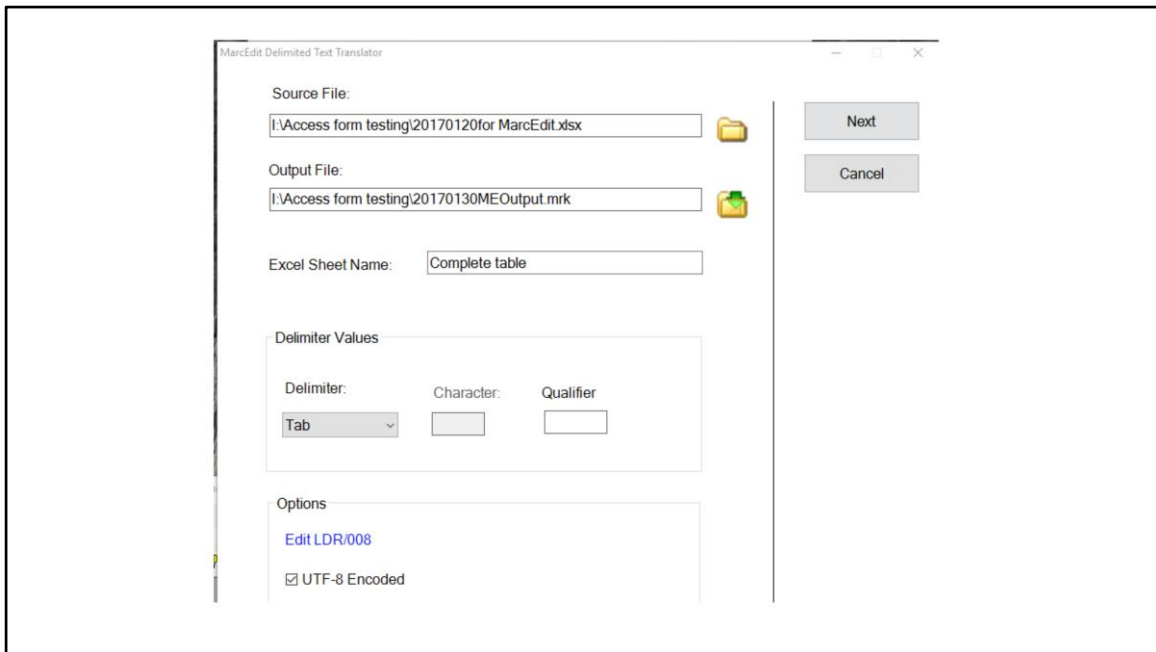 MarcEdit Delimited Text Translator
Source File:
I:\Access form testing\20170120for MarcEdit.xlsx
Next
Output File:
Cancel
I:\Access form testing\20170130MEOutput.mrk
Excel Sheet Name:
Complete table
Delimiter Values
Delimiter:
Character:
Qualifier
Tab
Options
Edit LDR/008
UTF-8 Encoded